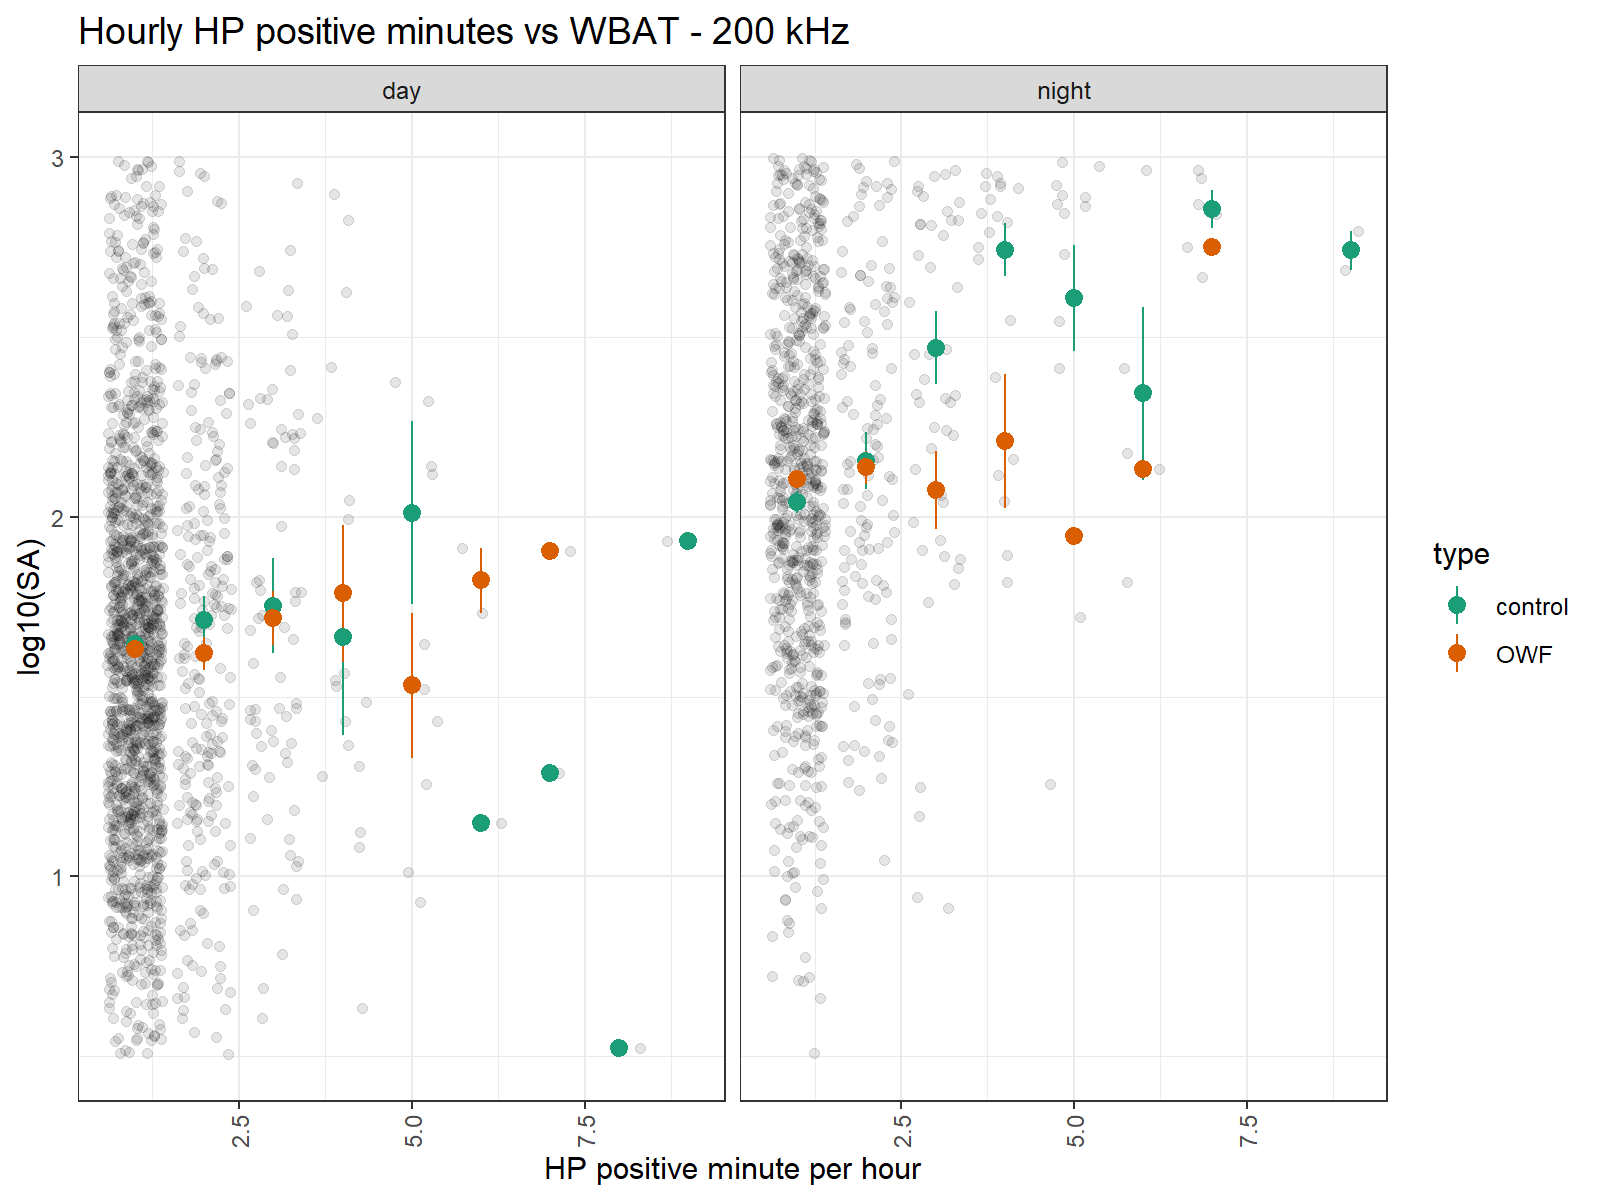 Hourly HP positive minutes vs WBAT - 200 kHz
day
night
3
2
1
log10(SA)
2.5
5.0
7.5
2.5
5.0
7.5
HP positive minute per hour
type
control
OWF